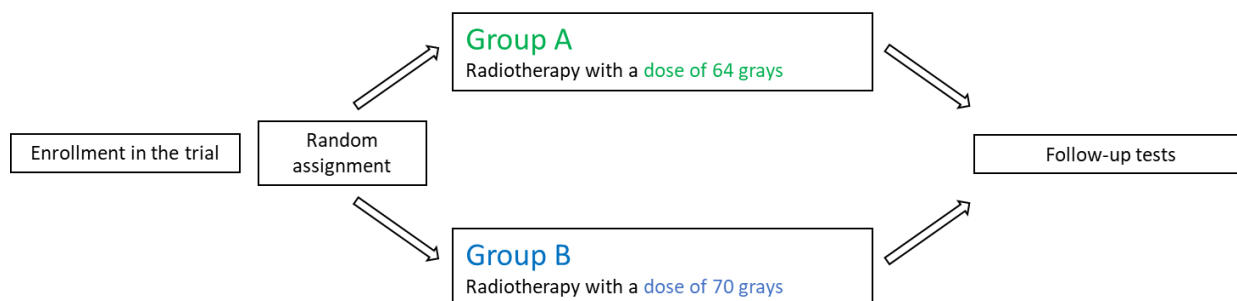 Enrollment in the trial
Random
assignment
Group A
Radiotherapy with a dose of 64 grays
Group B
Radiotherapy with a dose of 70 grays
Follow-up tests